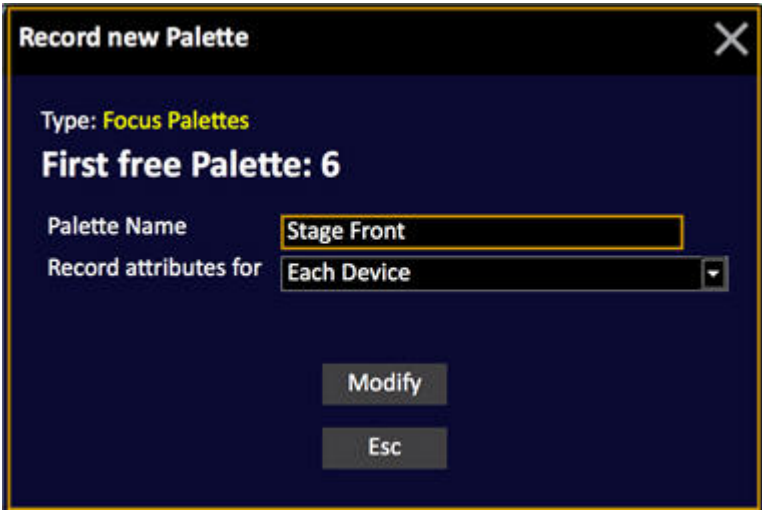 Record new Palette
Type: Focus Palettes
First free Palette: 6
Palette Name Stage Front
Record attributes for Each Device
Modify
Esc